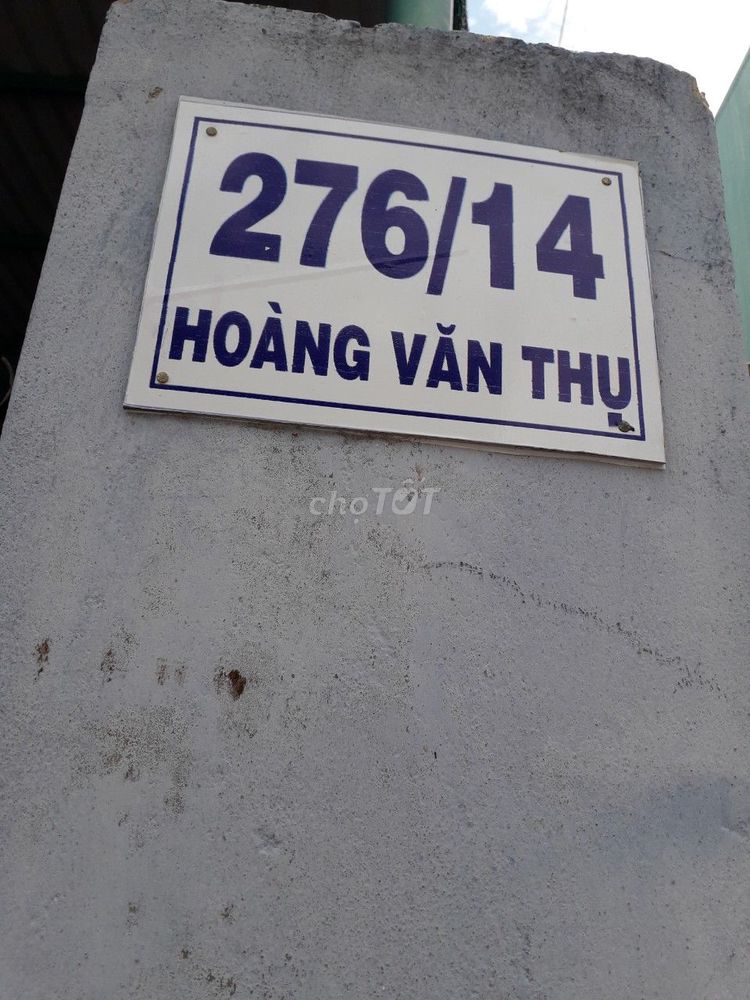 276/14
HOÀNG VĂN THỤ
chợTỐT